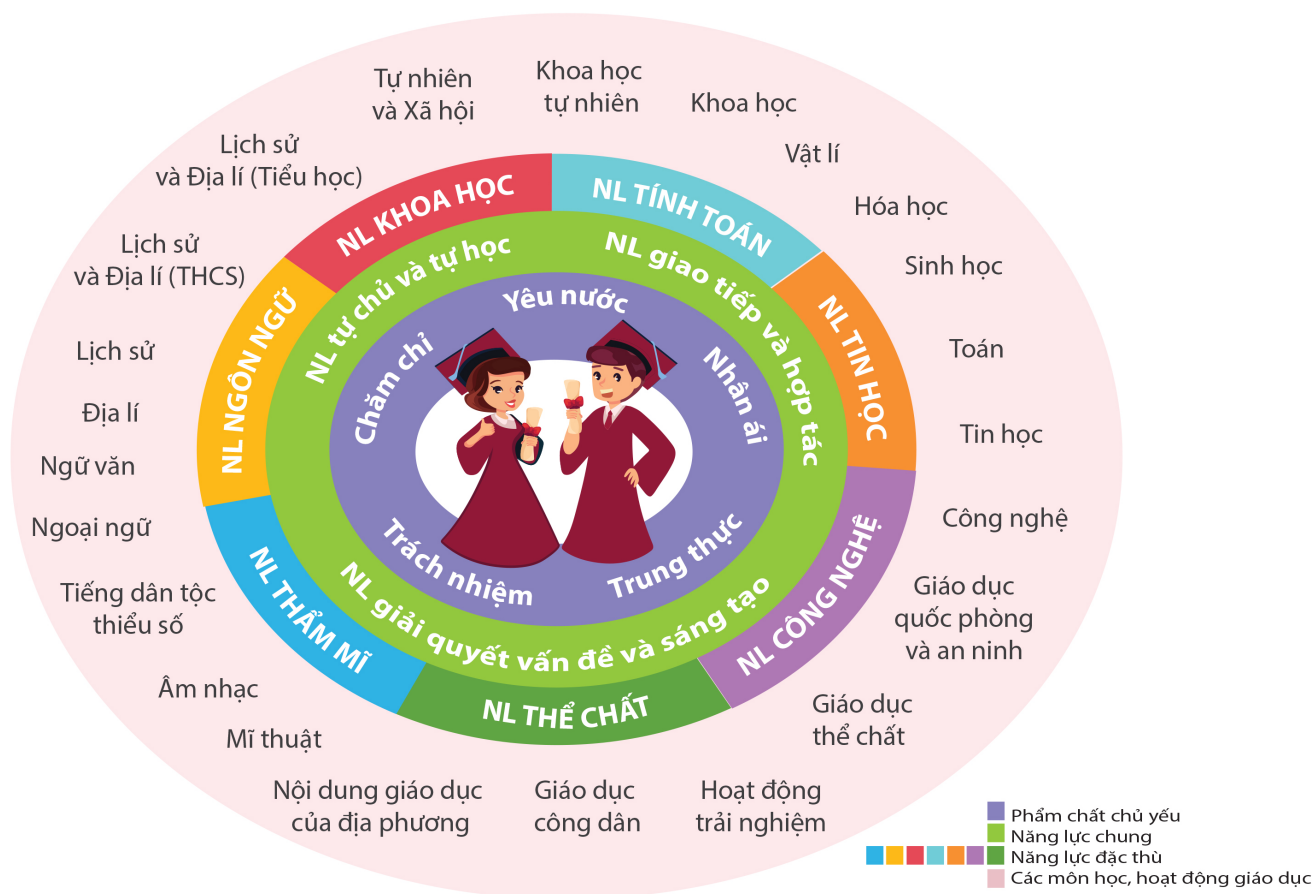 Tự nhiên
và Xã hội
Khoa học
tự nhiên
Khoa học
Vật lí
Hóa học
Sinh học
Toán
Tin học
Công nghệ
Giáo dục
quốc phòng
và an ninh
Giáo dục
thể chất
Hoạt động
trải nghiệm
Giáo dục
công dân
Nội dung giáo dục
của địa phương
Mĩ thuật
Âm nhạc
Tiếng dân tộc
thiểu số
Ngoại ngữ
Ngữ văn
Địa lí
Lịch sử
Lịch sử
và Địa lí (THCS)
Lịch sử
và Địa lí (Tiểu học)
NL KHOA HỌC
NL TÍNH TOÁN
NL TIN HỌC
NL CÔNG NGHỆ
NL THỂ CHẤT
NL THẨM MĨ
NL NGÔN NGỮ
NL tự chủ và tự học
NL giao tiếp và hợp tác
NL giải quyết vấn đề và sáng tạo
Yêu nước
Nhân ái
Trung thực
Trách nhiệm
Chăm chỉ
Phẩm chất chủ yếu
Năng lực chung
Năng lực đặc thù
Các môn học, hoạt động giáo dục